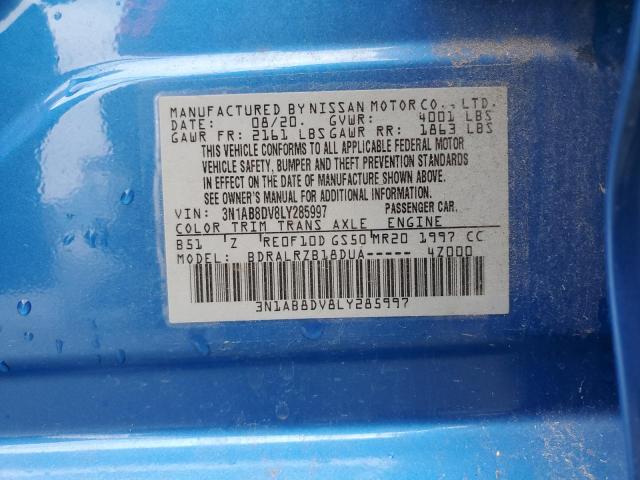 MANUFACTURED BY NISSAN MOTOR CO., LTD.
DATE: 08/20. GVWR: 4001 LBS
GAWR FR: 2161 LBS GAWR RR: 1863 LBS
THIS VEHICLE CONFORMS TO ALL APPLICABLE FEDERAL MOTOR
VEHICLE SAFETY, BUMPER AND THEFT PREVENTION STANDARDS
IN EFFECT ON THE DATE OF MANUFACTURE SHOWN ABOVE.
SEE OWNER'S MANUAL FOR ADDITIONAL INFORMATION.
VIN: 3N1AB8DV8LY285997 PASSENGER CAR.
COLOR TRIM TRANS AXLE ENGINE
B51 Z RE0F10D GS50 MR20 1997 CC
MODEL: BDRALRZB18DUA----- 4Z000
3N1AB8DV8LY285997